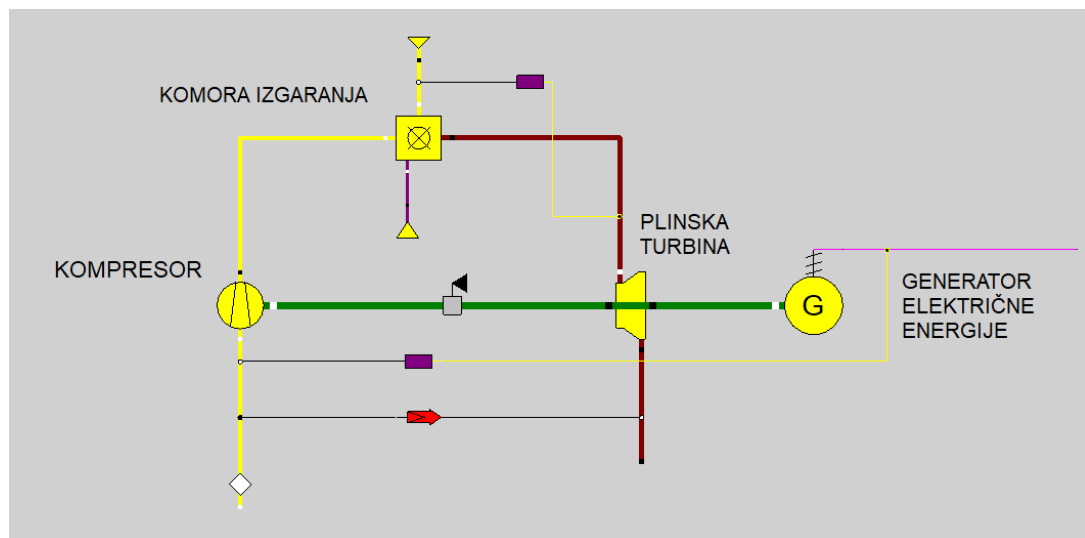 KOMORA IZGARANJA
PLINSKA
TURBINA
KOMPRESOR
G
GENERATOR
ELEKTRIČNE
ENERGIJE